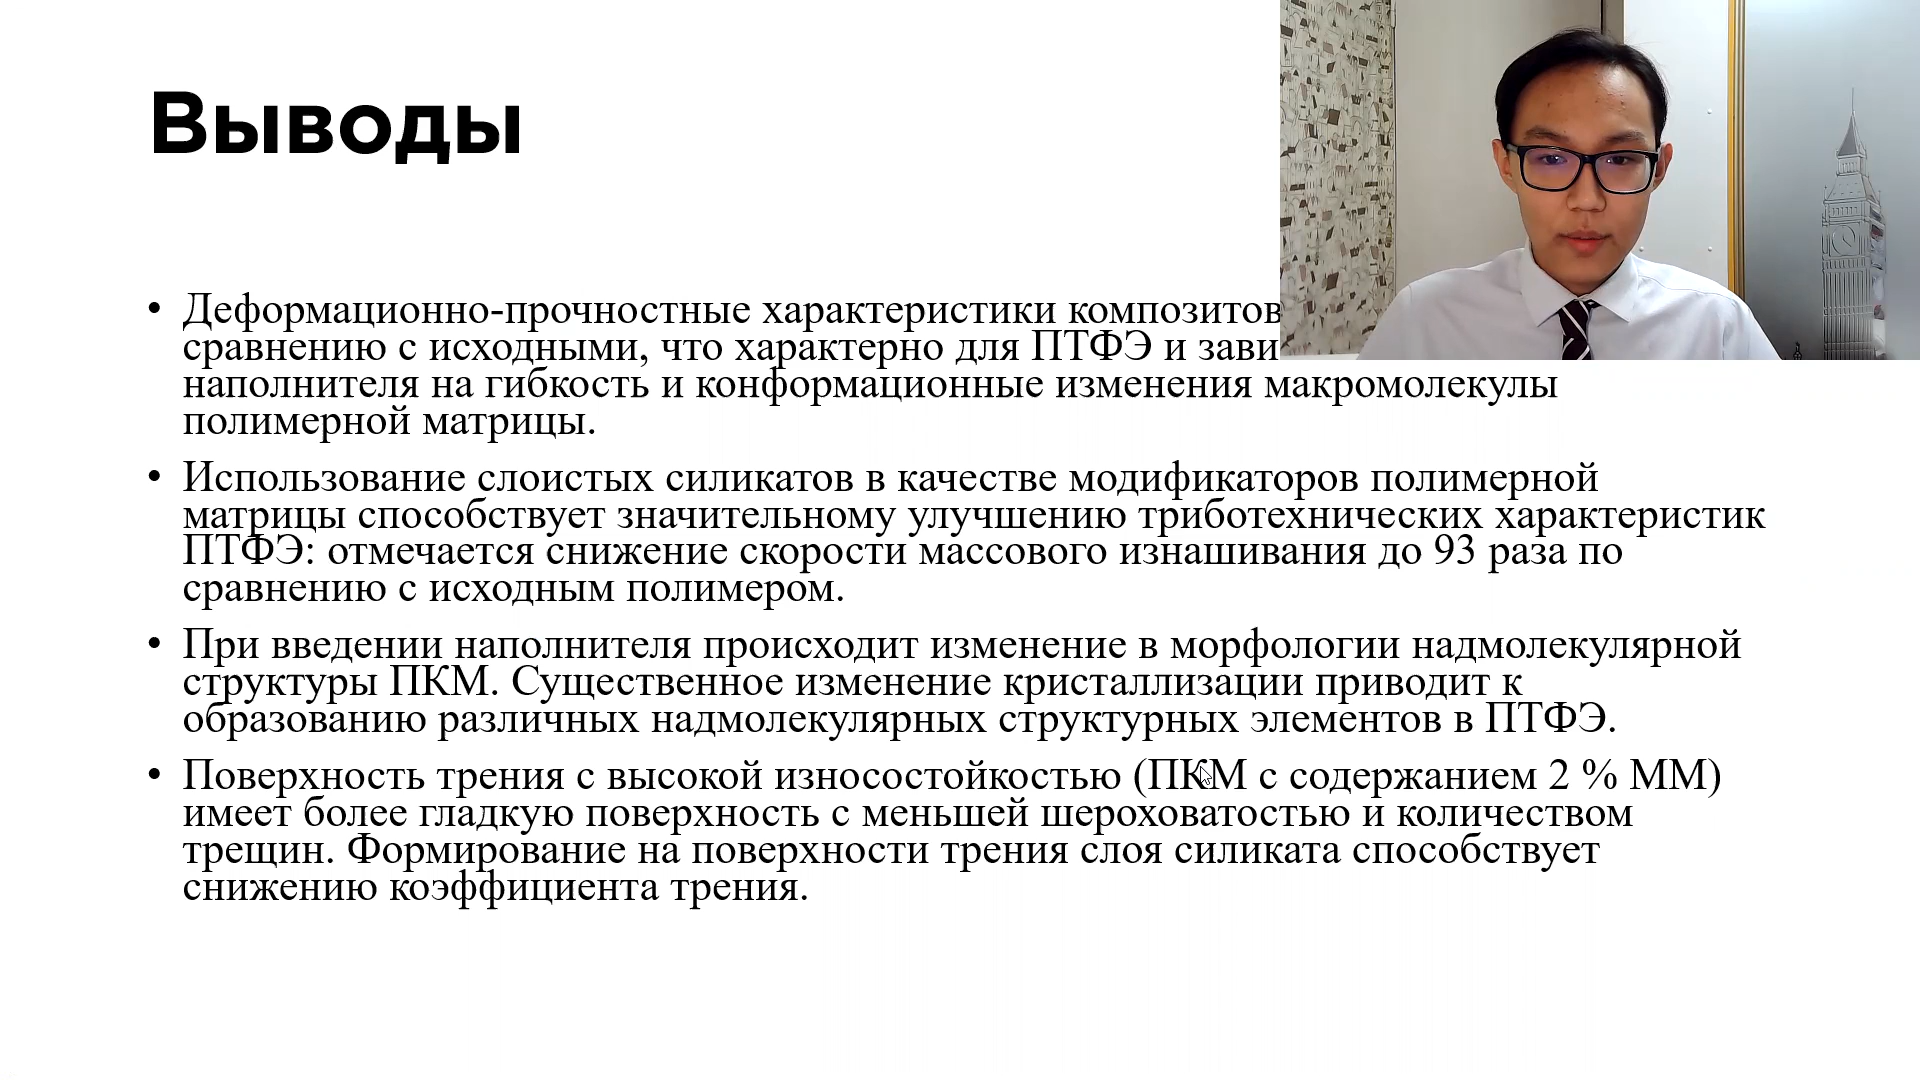 Выводы
• Деформационно-прочностные характеристики композитов
сравнению с исходными, что характерно для ПТФЭ и
наполнителя на гибкость и конформационные изменения макромолекулы
полимерной матрицы.
• Использование слоистых силикатов в качестве модификаторов полимерной
матрицы способствует значительному улучшению триботехнических характеристик
ПТФЭ: отмечается снижение скорости массового изнашивания до 93 раза по
сравнению с исходным полимером.
• При введении наполнителя происходит изменение в морфологии надмолекулярной
структуры ПКМ. Существенное изменение кристаллизации приводит к
образованию различных надмолекулярных структурных элементов в ПТФЭ.
• Поверхность трения с высокой износостойкостью (ПКМ с содержанием 2 % ММ)
имеет более гладкую поверхность с меньшей шероховатостью и количеством
трещин. Формирование на поверхности трения слоя силиката способствует
снижению коэффициента трения.